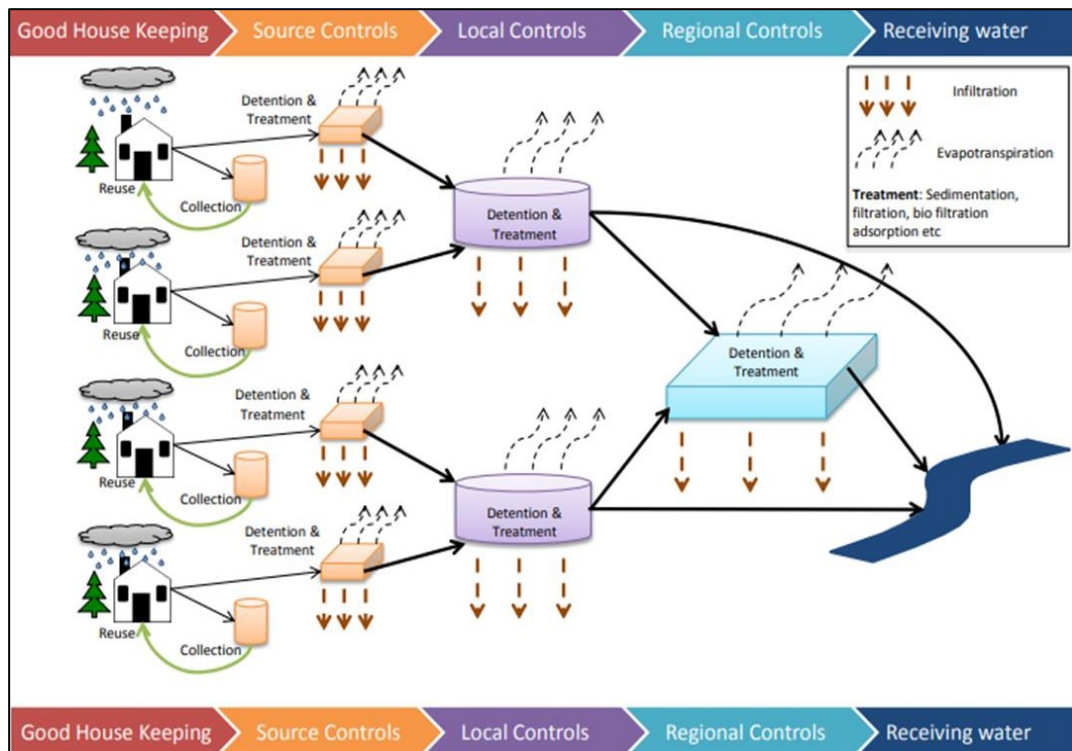 Good House Keeping
Source Controls
Local Controls
Regional Controls
Receiving water
Detention &
Treatment
Reuse
Collection
Detention &
Treatment
Reuse
Collection
Detention &
Treatment
Reuse
Collection
Detention &
Treatment
Reuse
Collection
Detention &
Treatment
Detention &
Treatment
Detention &
Treatment
Infiltration
Evapotranspiration
Treatment: Sedimentation,
filtration, bio filtration
adsorption etc
Good House Keeping
Source Controls
Local Controls
Regional Controls
Receiving water